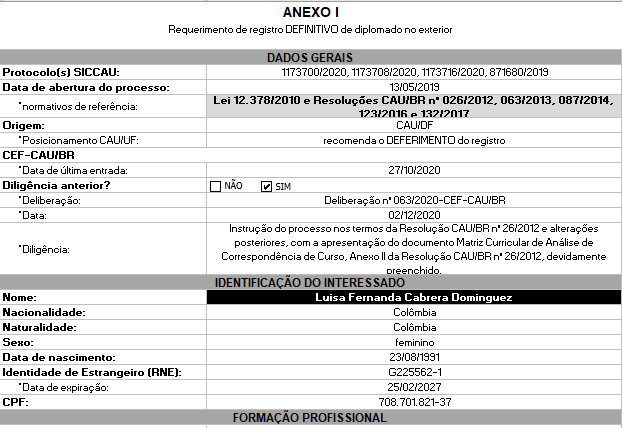 ANEXO I
Requerimento de registro DEFINITIVO de diplomado no exterior
DADOS GERAIS
Protocolo(s) SICCAU: 1173700/2020, 1173708/2020, 1173716/2020, 871680/2019
Data de abertura do processo: 13/05/2019
*normativos de referência: Lei 12.378/2010 e Resoluções CAU/BR nº 026/2012, 063/2013, 087/2014,
123/2016 e 132/2017
Origem: CAU/DF
*Posicionamento CAU/UF: recomenda o DEFERIMENTO do registro
CEF-CAU/BR
*Data de última entrada: 27/10/2020
Diligência anterior? NÃO SIM
*Deliberação: Deliberação nº 063/2020-CEF-CAU/BR
*Data: 02/12/2020
*Diligência: Instrução do processo nos termos da Resolução CAU/BR nº 26/2012 e alterações
posteriores, com a apresentação do documento Matriz Curricular de Análise de
Correspondência de Curso, Anexo II da Resolução CAU/BR nº 26/2012, devidamente
preenchido.
IDENTIFICAÇÃO DO INTERESSADO
Nome: Luisa Fernanda Cabrera Dominguez
Nacionalidade: Colômbia
Naturalidade: Colômbia
Sexo: feminino
Data de nascimento: 23/08/1991
Identidade de Estrangeiro (RNE): G225562-1
*Data de expiração: 25/02/2027
CPF: 708.701.821-37
FORMAÇÃO PROFISSIONAL